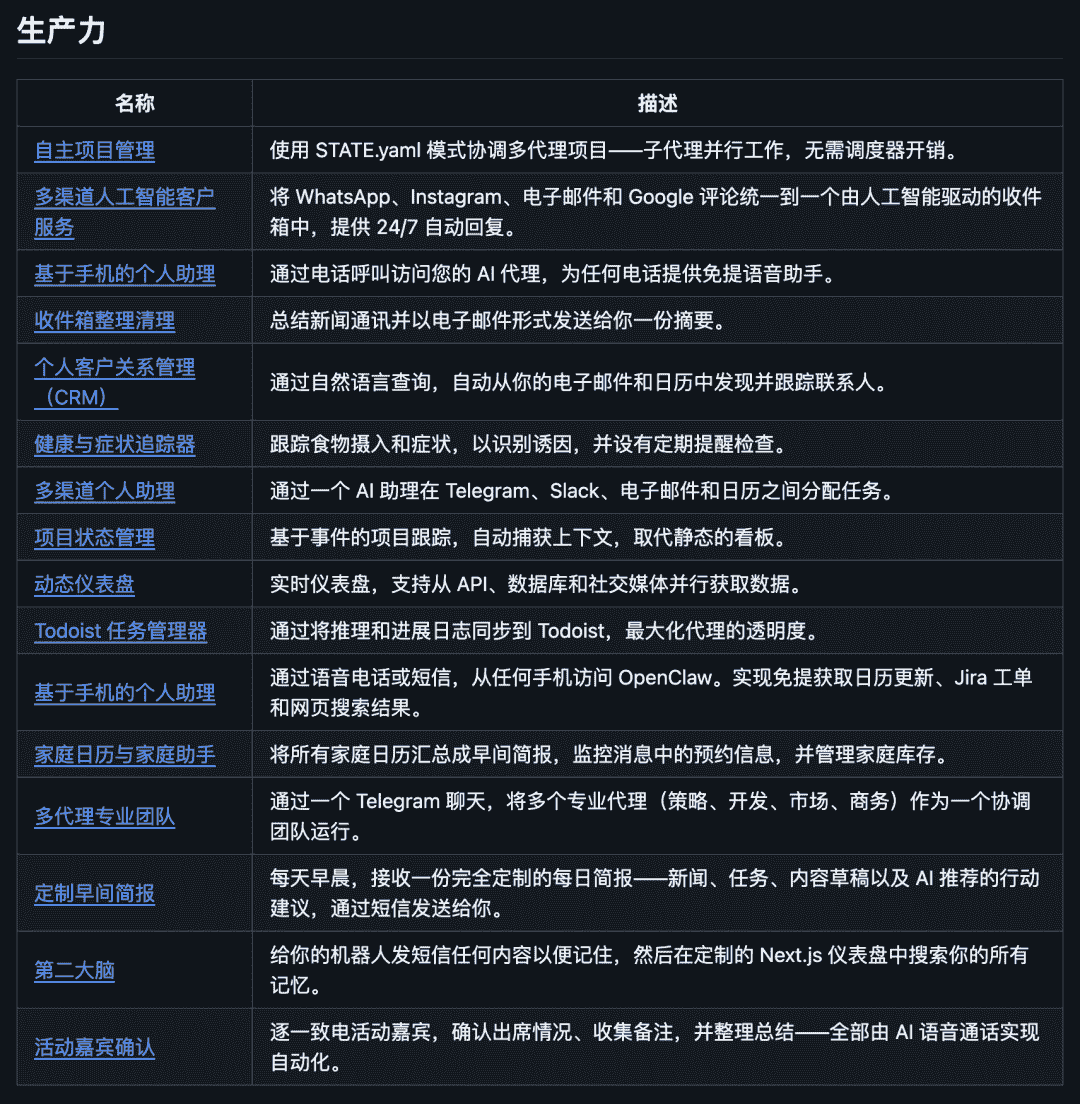 生产力
名称
描述
自主项目管理
使用 STATE.yaml 模式协调多代理项目——子代理并行工作，无需调度器开销。
多渠道人工智能客户
服务
将 WhatsApp、Instagram、电子邮件和 Google 评论统一到一个由人工智能驱动的收件
箱中，提供 24/7 自动回复。
基于手机的个人助理
通过电话呼叫访问您的 AI 代理，为任何电话提供免提语音助手。
收件箱整理清理
总结新闻通讯并以电子邮件形式发送给你一份摘要。
个人客户关系管理
（CRM）
通过自然语言查询，自动从你的电子邮件和日历中发现并跟踪联系人。
健康与症状追踪器
跟踪食物摄入和症状，以识别诱因，并设有定期提醒检查。
多渠道个人助理
通过一个 AI 助理在 Telegram、Slack、电子邮件和日历之间分配任务。
项目状态管理
基于事件的项目跟踪，自动捕获上下文，取代静态的看板。
动态仪表盘
实时仪表盘，支持从 API、数据库和社交媒体并行获取数据。
Todoist 任务管理器
通过将推理和进展日志同步到 Todoist，最大化代理的透明度。
基于手机的个人助理
通过语音电话或短信，从任何手机访问 OpenClaw。实现免提获取日历更新、Jira 工单
和网页搜索结果。
家庭日历与家庭助手
将所有家庭日历汇总成早间简报，监控消息中的预约信息，并管理家庭库存。
多代理专业团队
通过一个 Telegram 聊天，将多个专业代理（策略、开发、市场、商务）作为一个协调
团队运行。
定制早间简报
每天早晨，接收一份完全定制的每日简报——新闻、任务、内容草稿以及 AI 推荐的行动
建议，通过短信发送给你。
第二大脑
给你的机器人发短信任何内容以便记住，然后在定制的 Next.js 仪表盘中搜索你的所有
记忆。
活动嘉宾确认
逐一致电活动嘉宾，确认出席情况、收集备注，并整理总结——全部由 AI 语音通话实现
自动化。